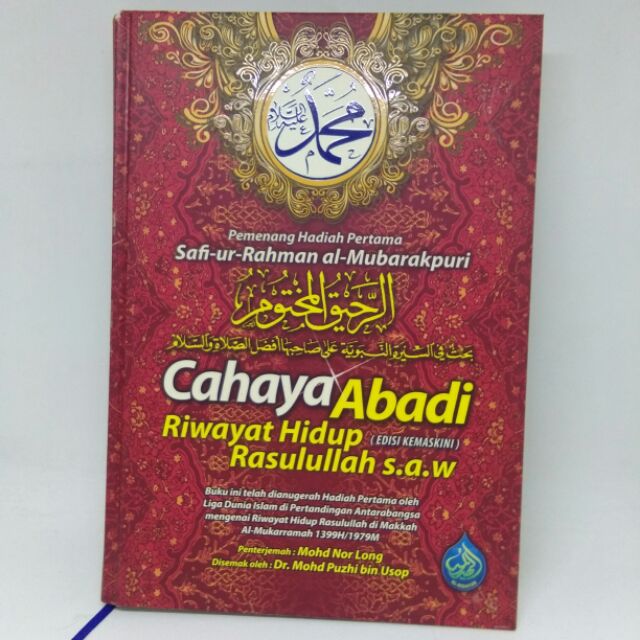 محمد
عليه السلام
Pemenang Hadiah Pertama
Safi-ur-Rahman al-Mubarakpuri
الرحيق المختوم
بحث في السيرة النبوية على صاحبها أفضل الصلاة والسلام
Cahaya Abadi
Riwayat Hidup (EDISI KEMASKINI)
Rasulullah s.a.w
Buku ini telah dianugerah Hadiah Pertama oleh
Liga Dunia Islam di Pertandingan Antarabangsa
mengenai Riwayat Hidup Rasulullah di Makkah
Al-Mukarramah 1399H/1979M
Penterjemah : Mohd Nor Long
Disemak oleh : Dr. Mohd Puzhi bin Usop